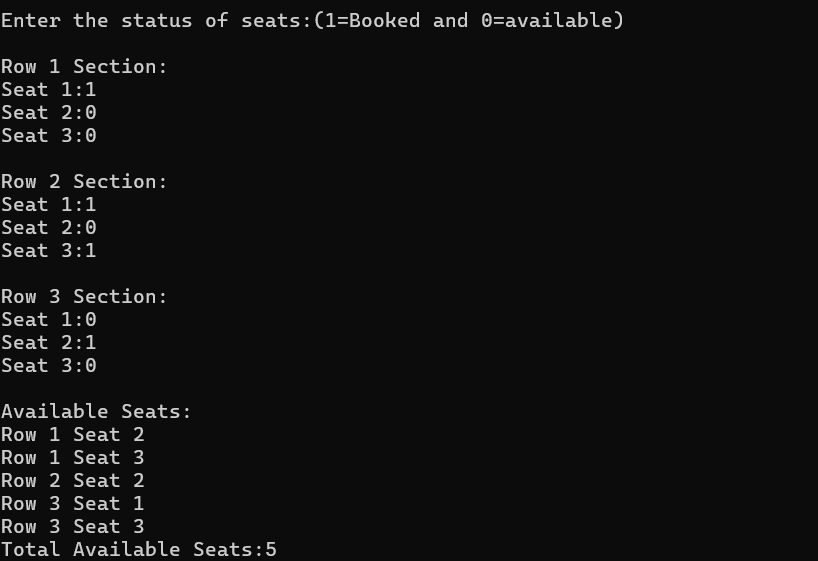 Enter the status of seats:(1=Booked and 0=available)
Row 1 Section:
Seat 1:1
Seat 2:0
Seat 3:0
Row 2 Section:
Seat 1:1
Seat 2:0
Seat 3:1
Row 3 Section:
Seat 1:0
Seat 2:1
Seat 3:0
Available Seats:
Row 1 Seat 2
Row 1 Seat 3
Row 2 Seat 2
Row 3 Seat 1
Row 3 Seat 3
Total Available Seats:5